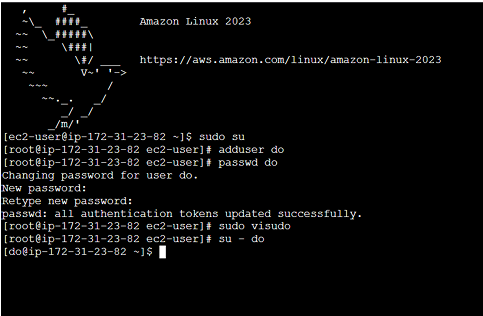 ,     #_
   ~\_  ####_        Amazon Linux 2023
  ~~  \_#####\
  ~~     \###|
  ~~       \#/ ___   https://aws.amazon.com/linux/amazon-linux-2023
   ~~       V~' '->
    ~~~         /
      ~~._.   _/
         _/ _/
       _/m/'
[ec2-user@ip-172-31-23-82 ~]$ sudo su
[root@ip-172-31-23-82 ec2-user]# adduser do
[root@ip-172-31-23-82 ec2-user]# passwd do
Changing password for user do.
New password:
Retype new password:
passwd: all authentication tokens updated successfully.
[root@ip-172-31-23-82 ec2-user]# sudo visudo
[root@ip-172-31-23-82 ec2-user]# su - do
[do@ip-172-31-23-82 ~]$